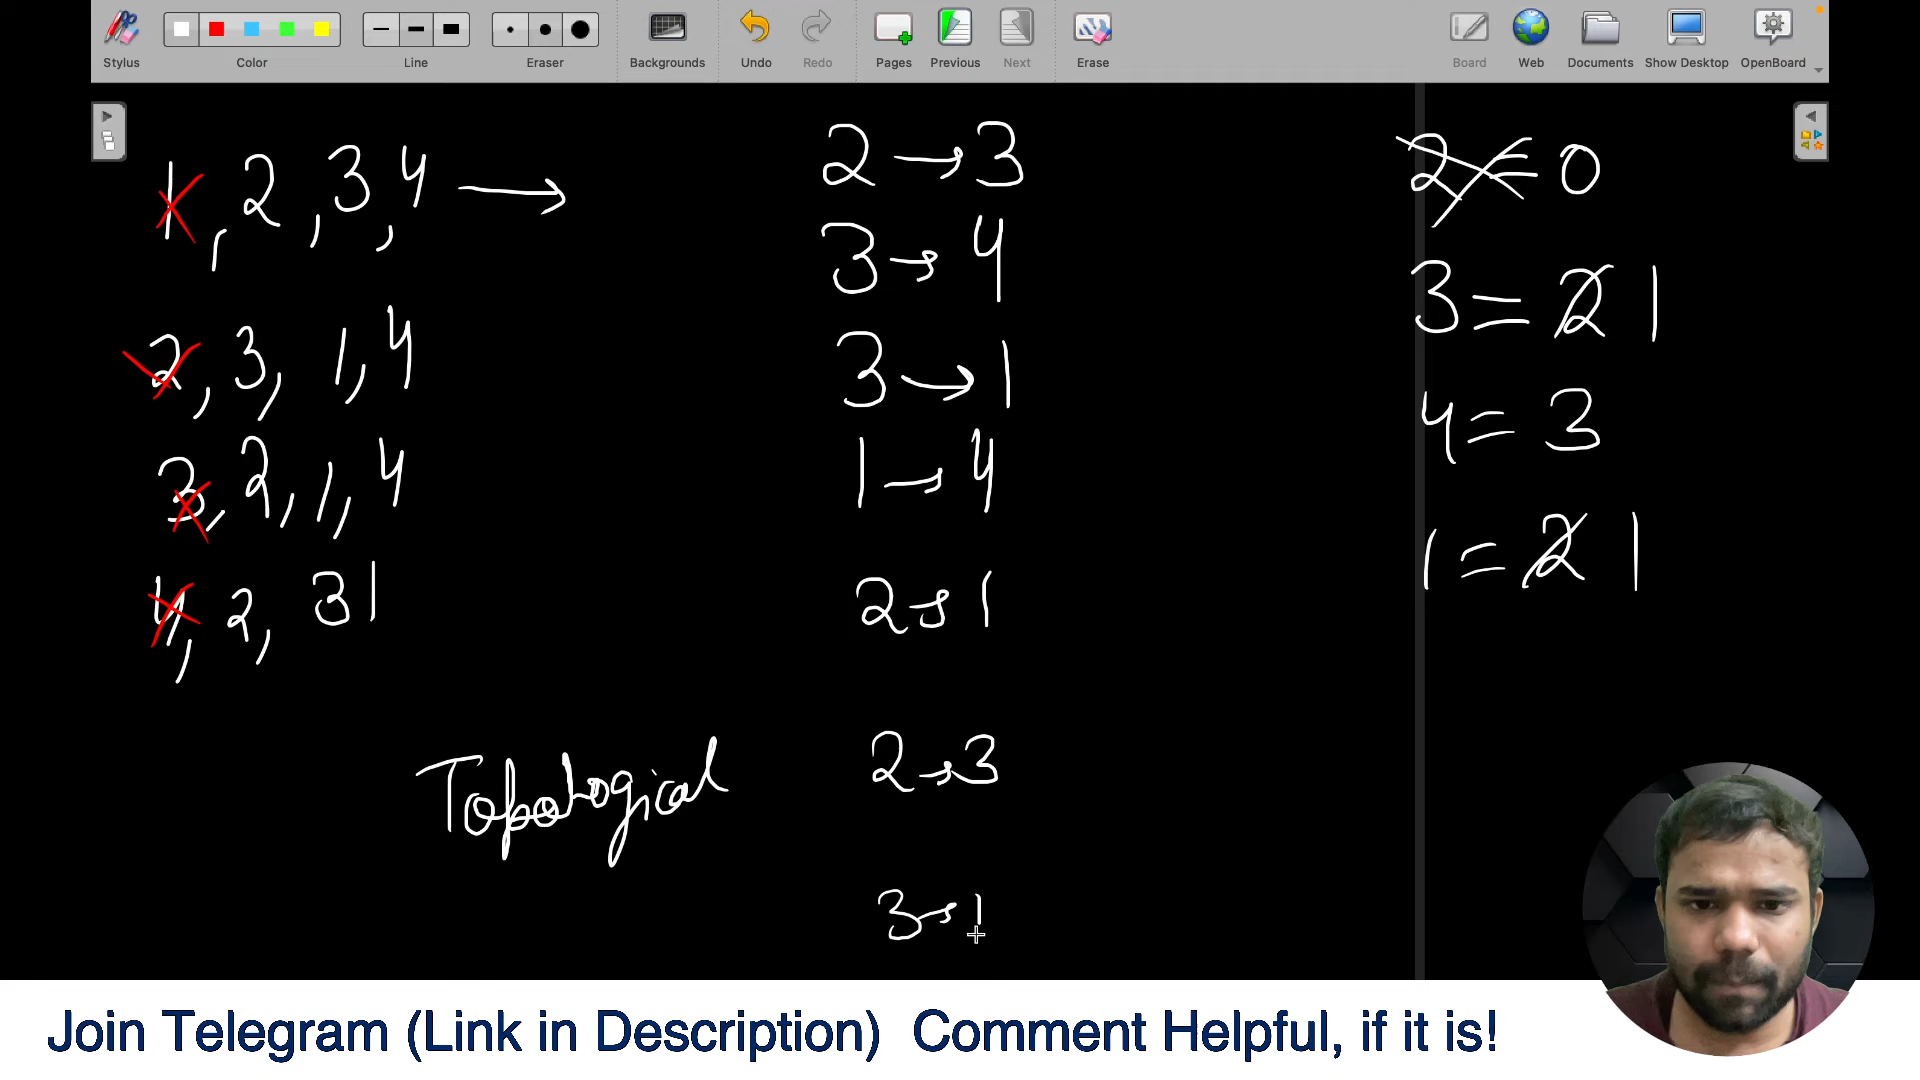 Stylus
Color
Line
Eraser
Backgrounds
Undo
Redo
Pages
Previous
Next
Erase
Board
Web
Documents
Show Desktop
OpenBoard
1, 2, 3, 4 →
2, 3, 1, 4
3, 2, 1, 4
4, 2, 3 1
2 → 3
3 → 4
3 → 1
1 → 4
2 → 1
Topological
2 → 3
3 → 1
2 = 0
3 = 2 1
4 = 3
1 = 2 1
Join Telegram (Link in Description) Comment Helpful, if it is!